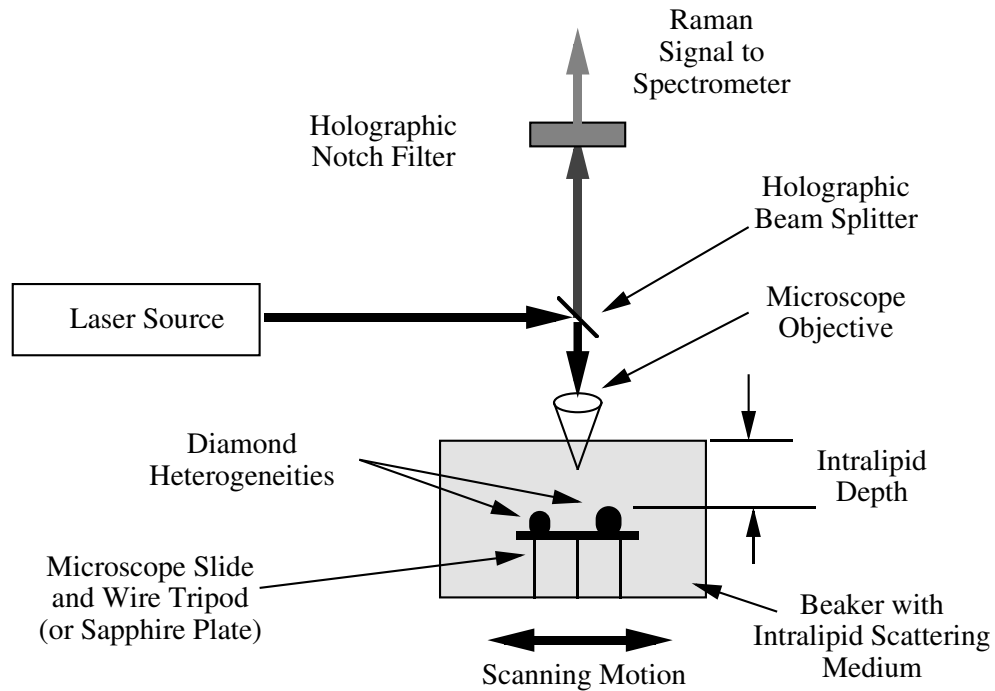 Raman
Signal to
Spectrometer
Holographic
Notch Filter
Holographic
Beam Splitter
Laser Source
Microscope
Objective
Diamond
Heterogeneities
Intralipid
Depth
Microscope Slide
and Wire Tripod
(or Sapphire Plate)
Beaker with
Intralipid Scattering
Medium
Scanning Motion